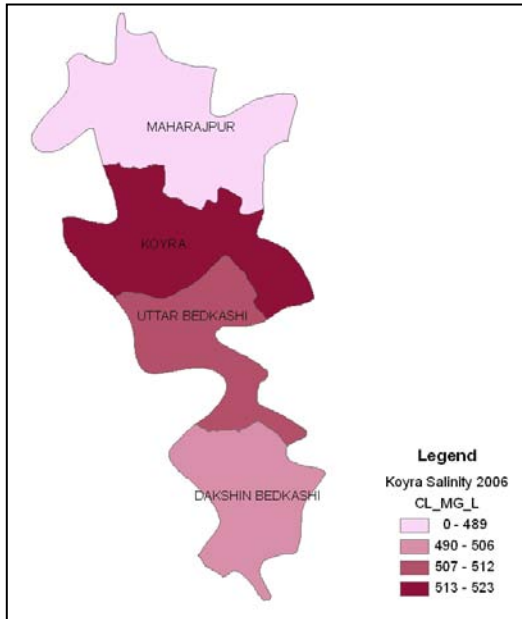 MAHARAJPUR
KOYRA
UTTAR BEDKASHI
DAKSHIN BEDKASHI
Legend
Koyra Salinity 2006
CL_MG_L
0 - 489
490 - 506
507 - 512
513 - 523